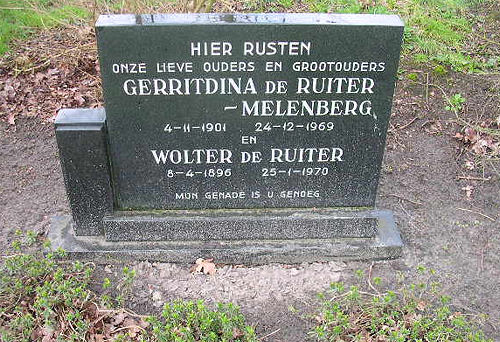 HIER RUSTEN
ONZE LIEVE OUDERS EN GROOTOUDERS
GERRITDINA DE RUITER
-MELENBERG
4-11-1901 24-12-1969
EN
WOLTER DE RUITER
8-4-1896 25-1-1970
MIJN GENADE IS U GENOEG